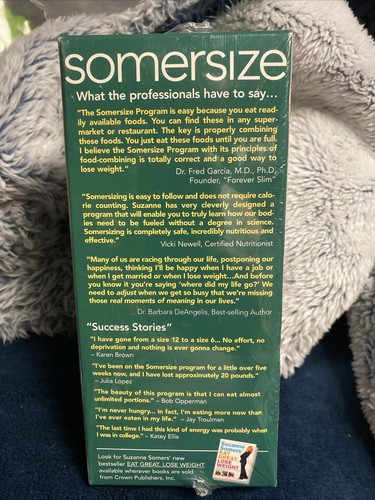 somersize
What the professionals have to say...
"The Somersize Program is easy because you eat read-
ily available foods. You can find these in any super-
market or restaurant. The key is properly combining
these foods. You just eat these foods until you are full.
I believe the Somersize Program with its principles of
food-combining is totally correct and a good way to
lose weight."
Dr. Fred Garcia, M.D., Ph.D,
Founder, "Forever Slim"
"Somersizing is easy to follow and does not require calo-
rie counting. Suzanne has very cleverly designed a
program that will enable you to truly learn how our bod-
ies need to be fueled without a degree in science.
Somersizing is completely safe, incredibly nutritious and
effective."
Vicki Newell, Certified Nutritionist
"Many of us are racing through our life, postponing our
happiness, thinking I'll be happy when I have a job or
when I get married or when I lose weight...And before
you know it you're saying 'where did my life go?' We
need to adjust when we get so busy that we're missing
those real moments of meaning in our lives."
Dr. Barbara DeAngelis, Best-selling Author
"Success Stories"
"I have gone from a size 12 to a size 6... No effort, no
deprivation and nothing is ever gonna change."
– Karen Brown
"I've been on the Somersize program for a little over five
weeks now, and I have lost approximately 20 pounds."
– Julia Lopez
"The beauty of this program is that I can eat almost
unlimited portions." – Bob Opperman
"I'm never hungry... in fact, I'm eating more now than
I've ever eaten in my life." – Jay Troulman
"The last time I had this kind of energy was probably when
I was in college." – Katey Ellis
Look for Suzanne Somers' new
bestseller EAT GREAT, LOSE WEIGHT
available wherever books are sold
from Crown Publishers, Inc.
Suzanne
Somers
EAT
GREAT,
LOSE
WEIGHT